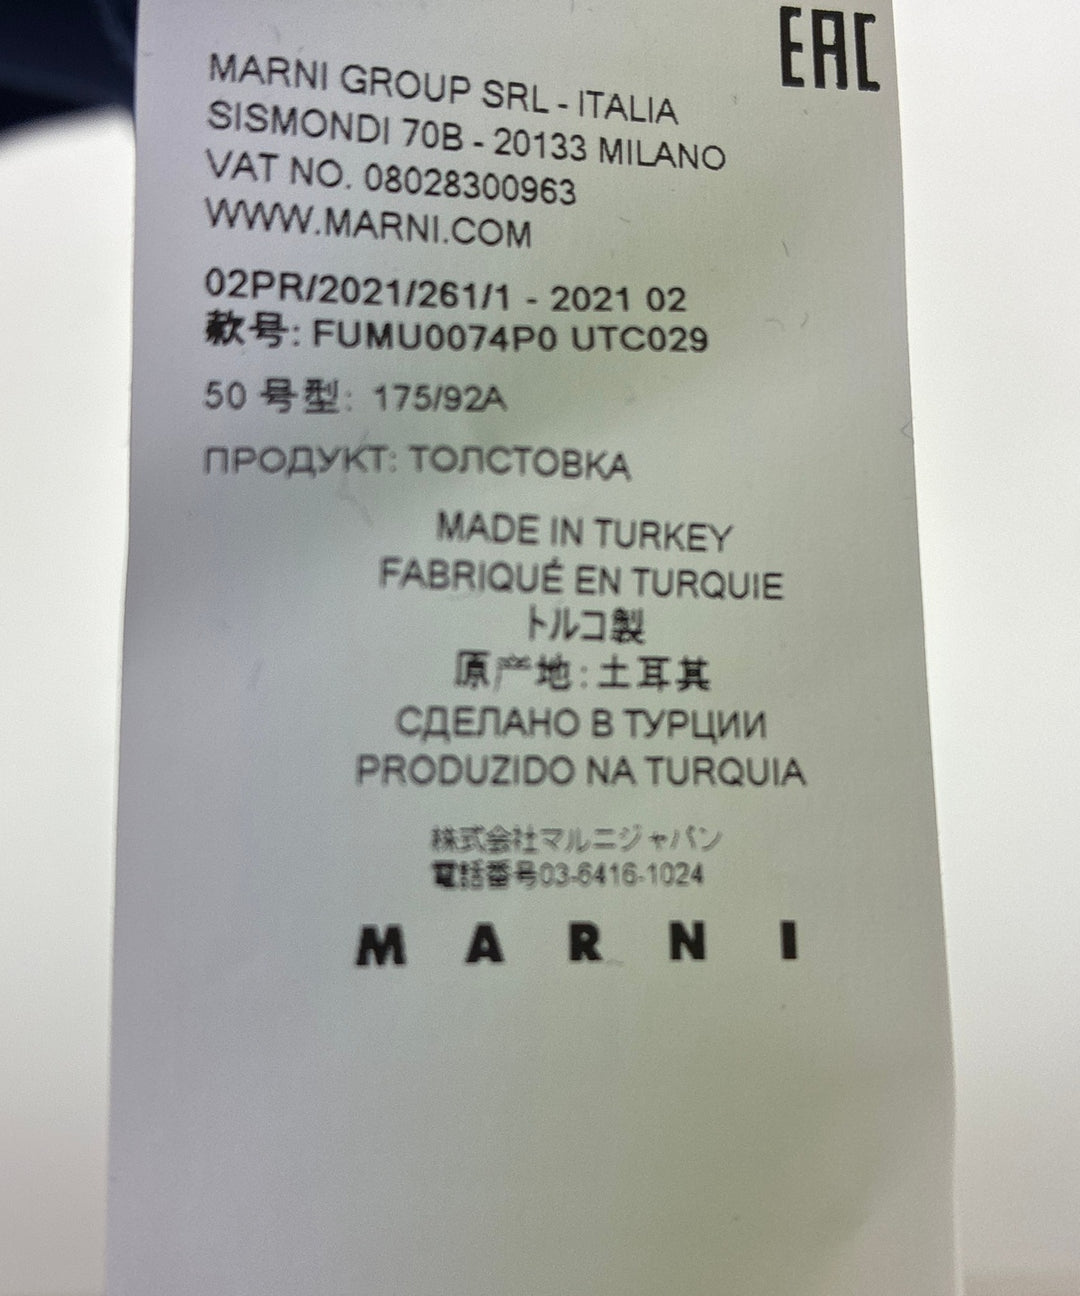 EAC
MARNI GROUP SRL - ITALIA
SISMONDI 70B - 20133 MILANO
VAT NO. 08028300963
WWW.MARNI.COM
02PR/2021/261/1 - 2021 02
款号: FUMU0074P0 UTC029
50 号型: 175/92A
ПРОДУКТ: ТОЛСТОВКА
MADE IN TURKEY
FABRIQUÉ EN TURQUIE
トルコ製
原产地: 土耳其
СДЕЛАНО В ТУРЦИИ
PRODUZIDO NA TURQUIA
株式会社マルニジャパン
電話番号03-6416-1024
MARNI